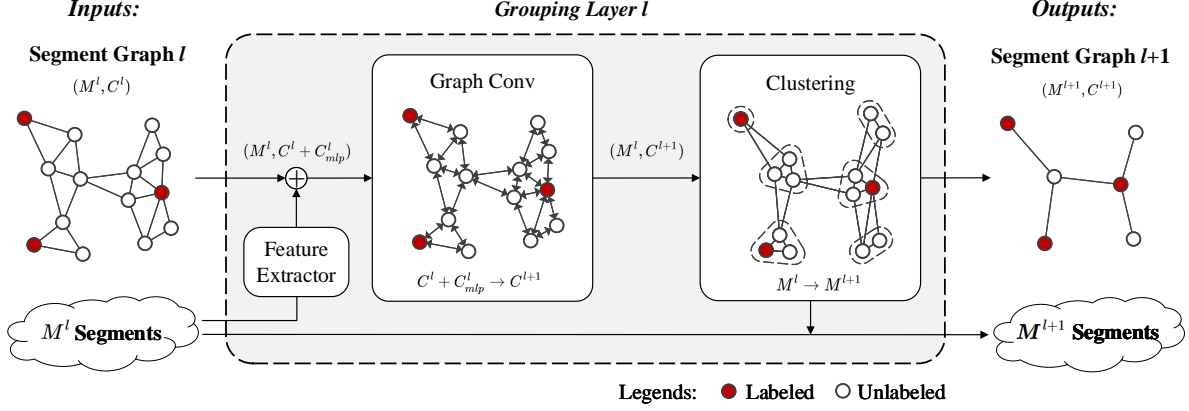 Inputs:
Grouping Layer l
Outputs:
Segment Graph l
(M^l, C^l)
Graph Conv
Clustering
Segment Graph l+1
(M^{l+1}, C^{l+1})
(M^l, C^l + C^l_{mlp})
(M^l, C^{l+1})
Feature
Extractor
C^l + C^l_{mlp} → C^{l+1}
M^l → M^{l+1}
M^l Segments
M^{l+1} Segments
Legends: Labeled Unlabeled